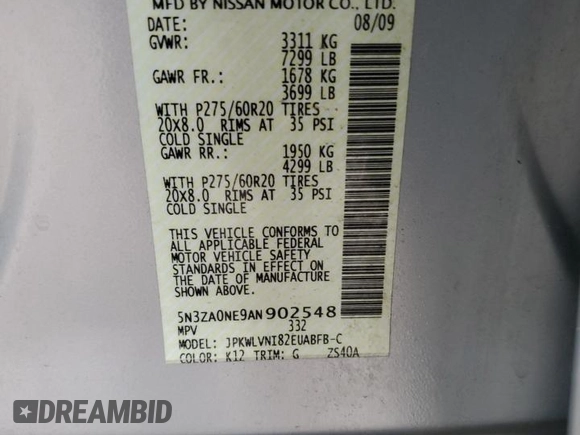 MFD BY NISSAN MOTOR CO., LTD.
DATE: 08/09
GVWR: 3311 KG
7299 LB
GAWR FR.: 1678 KG
3699 LB
WITH P275/60R20 TIRES
20X8.0 RIMS AT 35 PSI
COLD SINGLE
GAWR RR.: 1950 KG
4299 LB
WITH P275/60R20 TIRES
20X8.0 RIMS AT 35 PSI
COLD SINGLE
THIS VEHICLE CONFORMS TO
ALL APPLICABLE FEDERAL
MOTOR VEHICLE SAFETY
STANDARDS IN EFFECT ON
THE DATE OF MANUFACTURE
SHOWN ABOVE
5N3ZA0NE9AN902548
MPV 332
MODEL: JPKWLVNI82EUABFB-C
COLOR: K12 TRIM: G ZS40A
DREAMBID